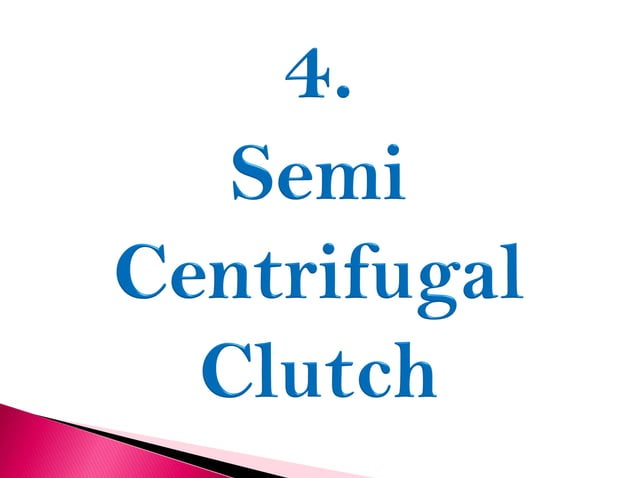 4.
Semi
Centrifugal
Clutch